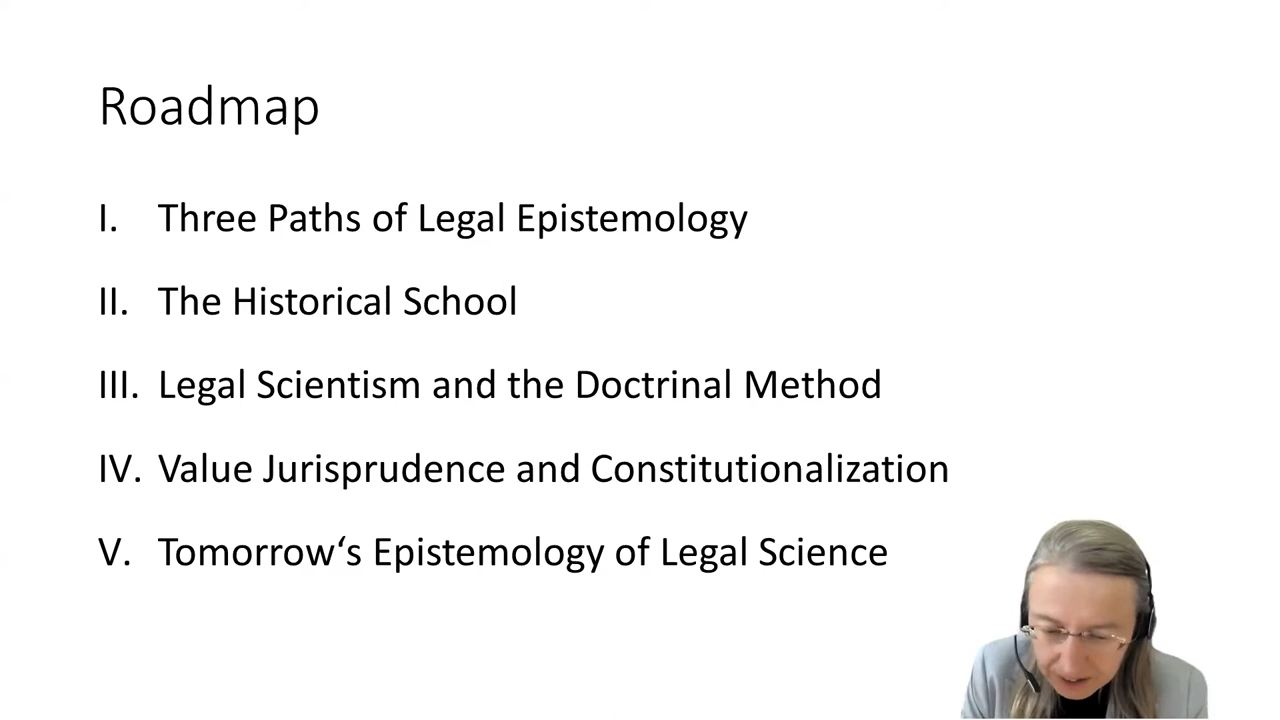 Roadmap
I. Three Paths of Legal Epistemology
II. The Historical School
III. Legal Scientism and the Doctrinal Method
IV. Value Jurisprudence and Constitutionalization
V. Tomorrow‘s Epistemology of Legal Science